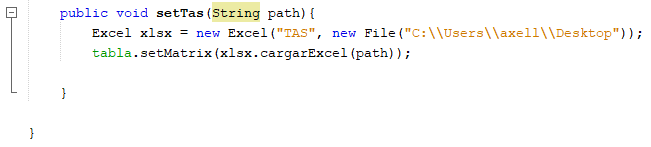 public void setTas(String path){
Excel xlsx = new Excel("TAS", new File("C:\\Users\\axell\\Desktop"));
tabla.setMatrix(xlsx.cargarExcel(path));
}
}